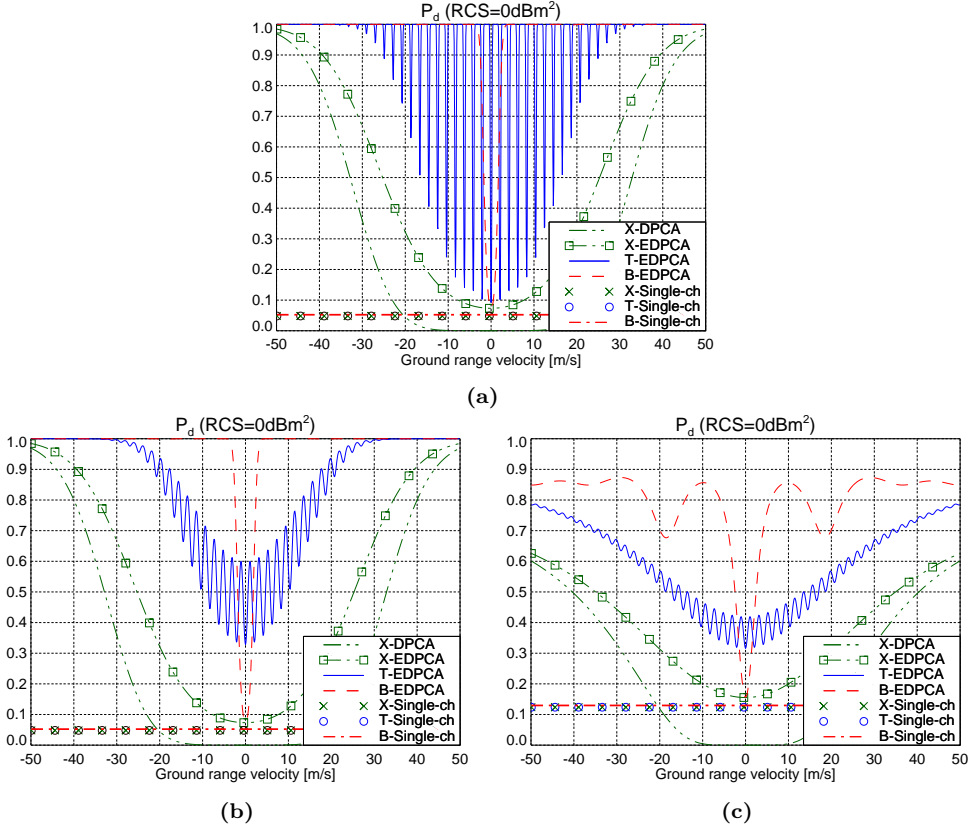 P_d (RCS=0dBm²)
1.0
0.9
0.8
0.7
0.6
0.5
0.4
0.3
0.2
0.1
0.0
X-DPCA
X-EDPCA
T-EDPCA
B-EDPCA
X-Single-ch
T-Single-ch
B-Single-ch
-50 -40 -30 -20 -10 0 10 20 30 40 50
Ground range velocity [m/s]
(a)
P_d (RCS=0dBm²)
1.0
0.9
0.8
0.7
0.6
0.5
0.4
0.3
0.2
0.1
0.0
X-DPCA
X-EDPCA
T-EDPCA
B-EDPCA
X-Single-ch
T-Single-ch
B-Single-ch
-50 -40 -30 -20 -10 0 10 20 30 40 50
Ground range velocity [m/s]
(b)
P_d (RCS=0dBm²)
1.0
0.9
0.8
0.7
0.6
0.5
0.4
0.3
0.2
0.1
0.0
X-DPCA
X-EDPCA
T-EDPCA
B-EDPCA
X-Single-ch
T-Single-ch
B-Single-ch
-50 -40 -30 -20 -10 0 10 20 30 40 50
Ground range velocity [m/s]
(c)